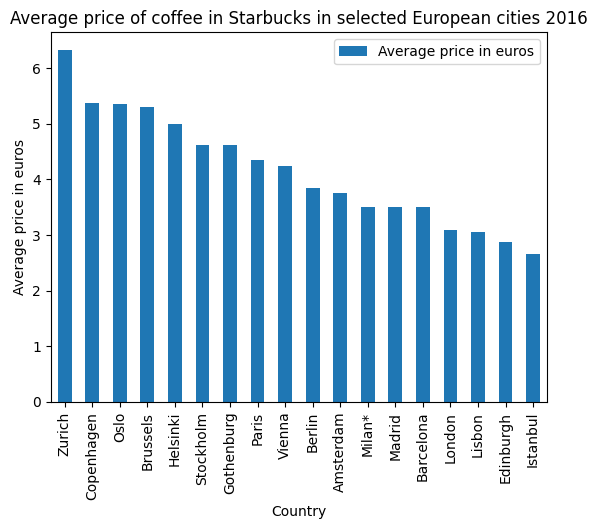 Average price of coffee in Starbucks in selected European cities 2016
Average price in euros
Average price in euros
6
5
4
3
2
1
0
Zurich
Copenhagen
Oslo
Brussels
Helsinki
Stockholm
Gothenburg
Paris
Vienna
Berlin
Amsterdam
Milan*
Madrid
Barcelona
London
Lisbon
Edinburgh
Istanbul
Country